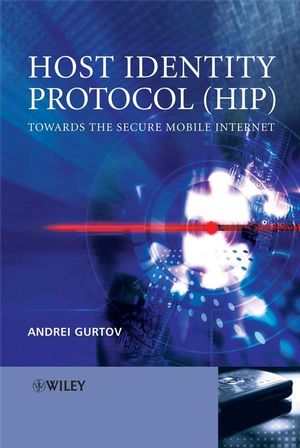 HOST IDENTITY
PROTOCOL (HIP)
TOWARDS THE SECURE MOBILE INTERNET
ANDREI GURTOV
WILEY